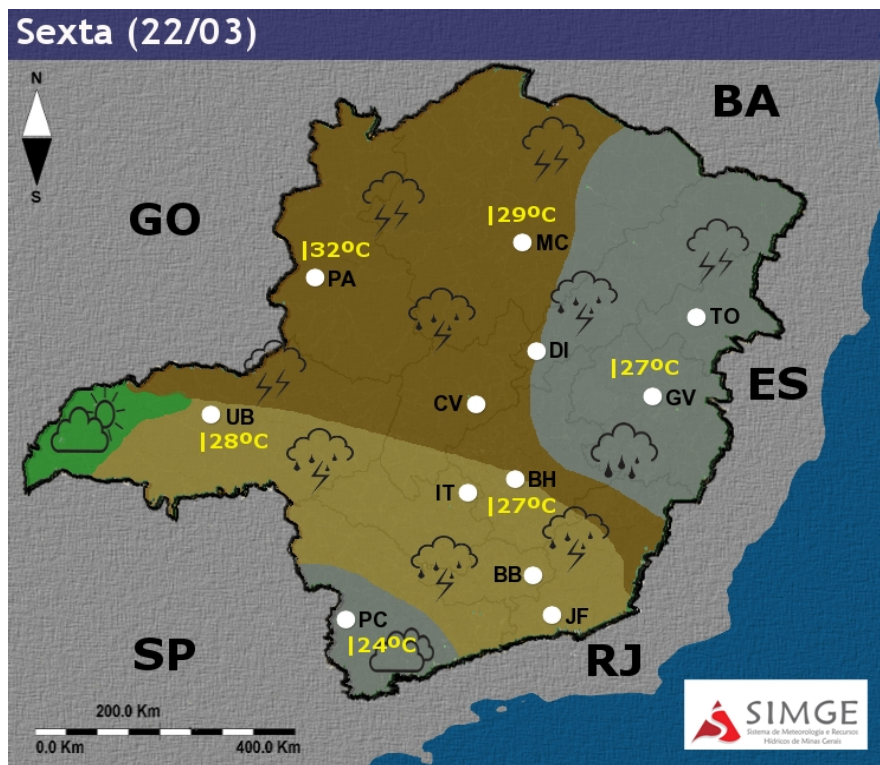 Sexta (22/03)
N
S
BA
GO
|29ºC
MC
|32ºC
PA
TO
DI
|27ºC
ES
GV
CV
UB
|28ºC
BH
IT
|27ºC
BB
PC
JF
|24ºC
SP
RJ
200.0 Km
0.0 Km
400.0 Km
SIMGE
Sistema de Meteorologia e Recursos
Hídricos de Minas Gerais